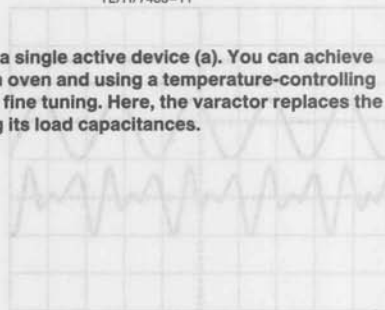 a single active device (a). You can achieve
oven and using a temperature-controlling
fine tuning. Here, the varactor replaces the
its load capacitances.